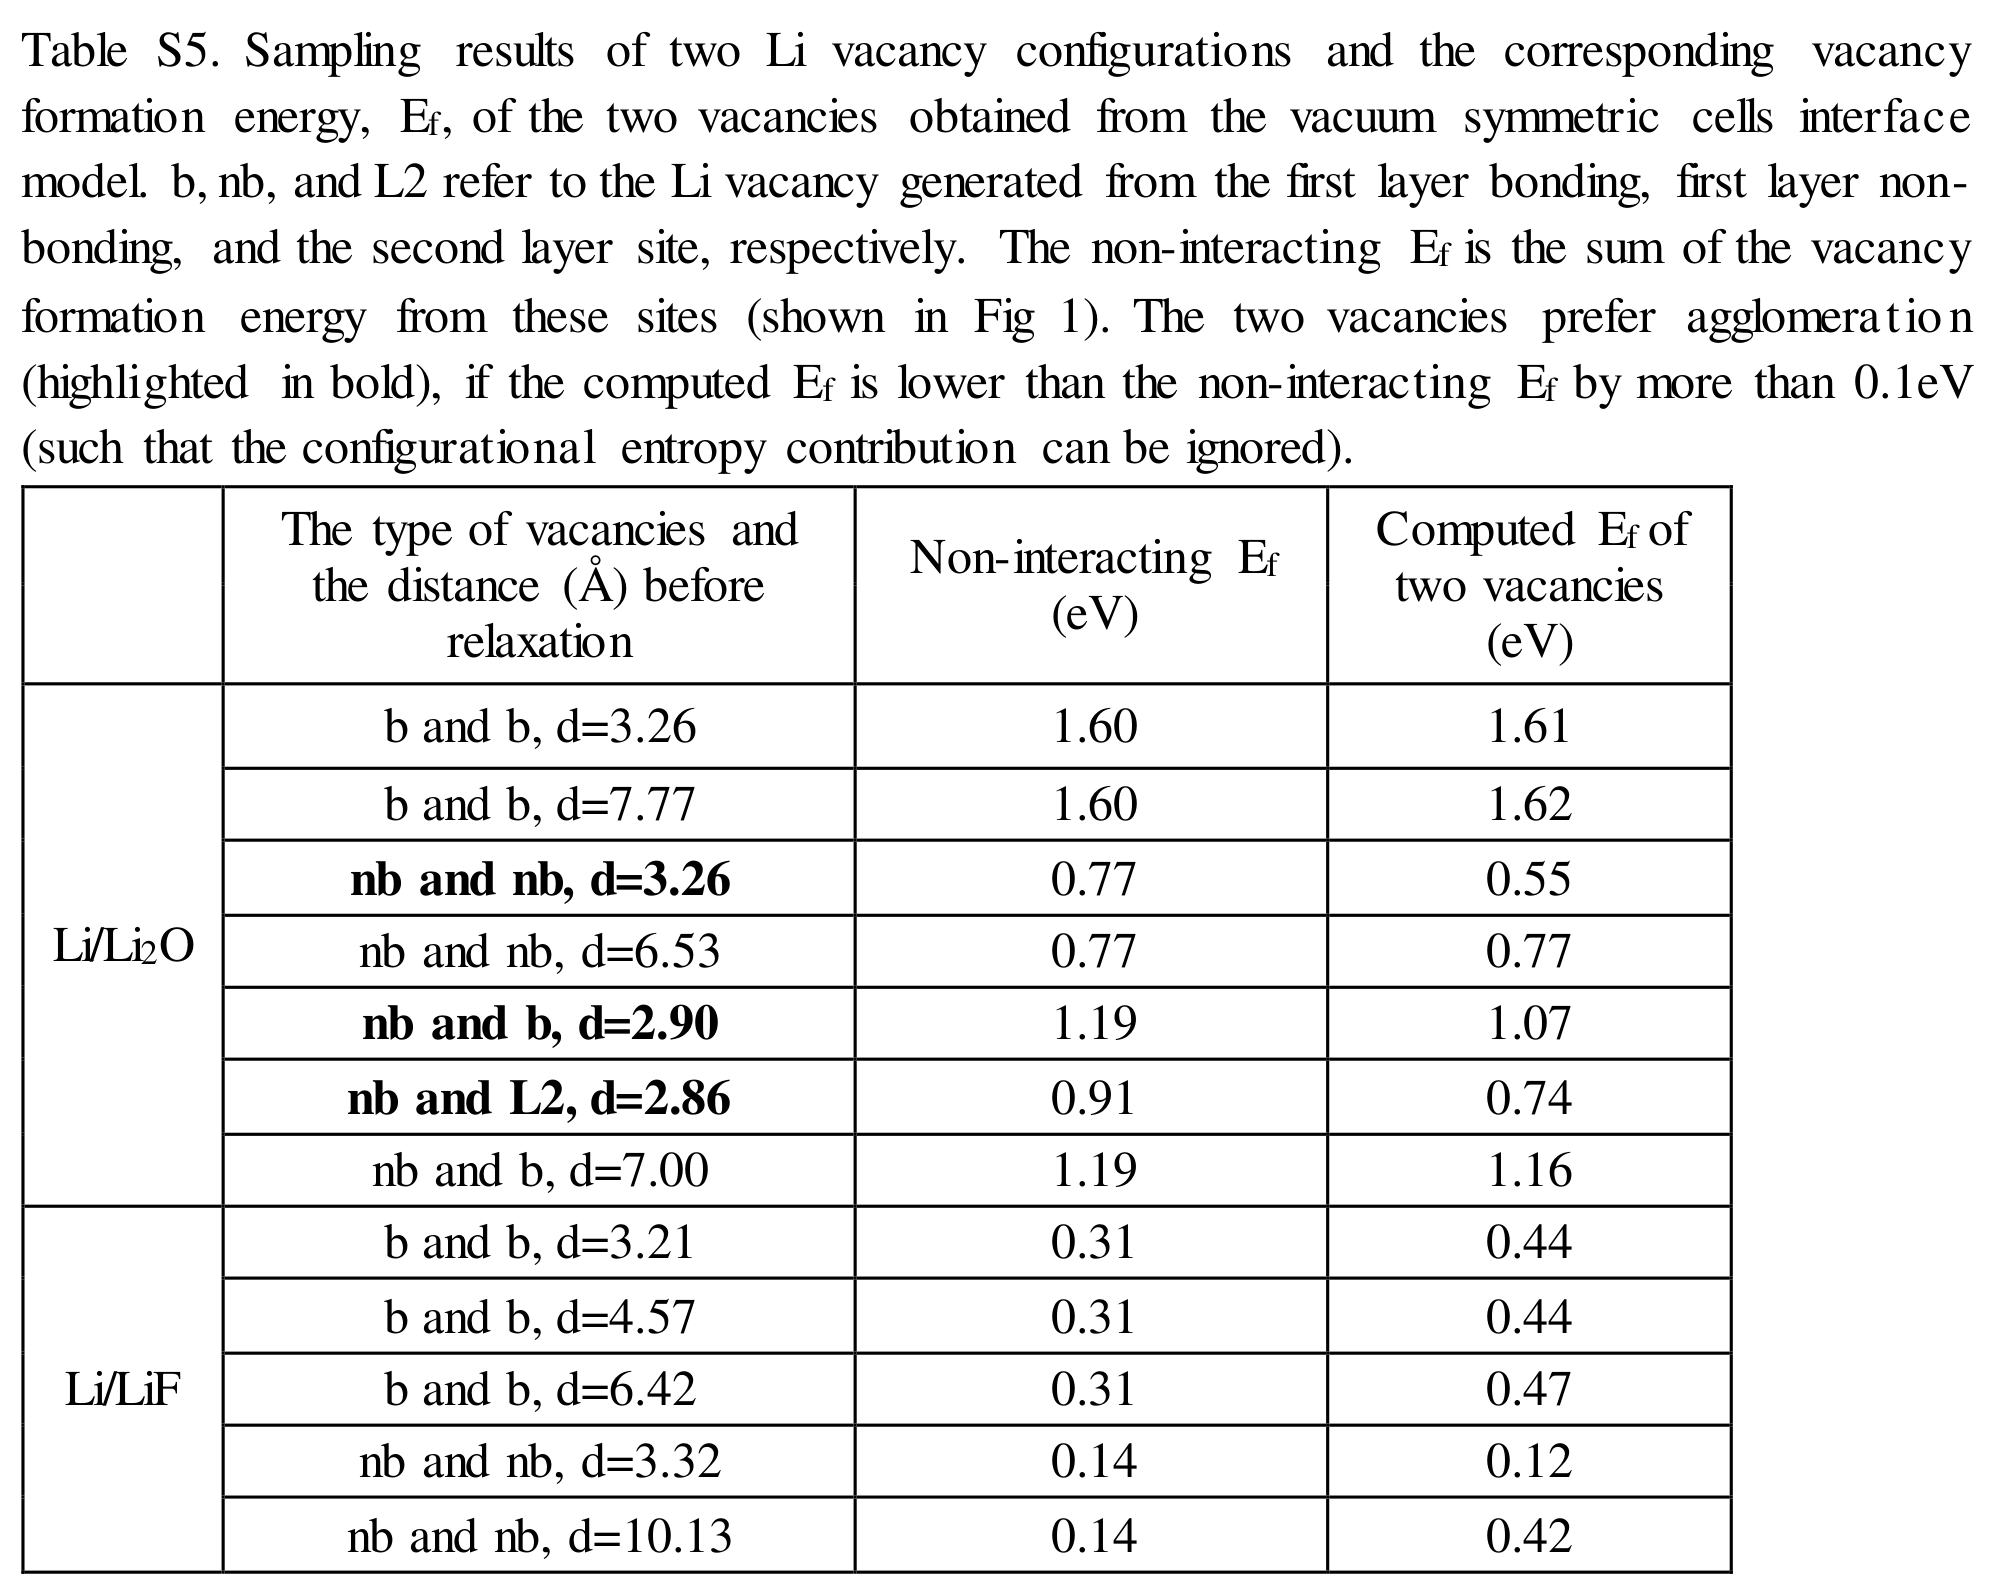 Table S5. Sampling results of two Li vacancy configurations and the corresponding vacancy
formation energy, Ef, of the two vacancies obtained from the vacuum symmetric cells interface
model. b, nb, and L2 refer to the Li vacancy generated from the first layer bonding, first layer non-
bonding, and the second layer site, respectively. The non-interacting Ef is the sum of the vacancy
formation energy from these sites (shown in Fig 1). The two vacancies prefer agglomeration
(highlighted in bold), if the computed Ef is lower than the non-interacting Ef by more than 0.1eV
(such that the configurational entropy contribution can be ignored).
The type of vacancies and
the distance (Å) before
relaxation
Non-interacting Ef
(eV)
Computed Ef of
two vacancies
(eV)
Li/Li2O
b and b, d=3.26
1.60
1.61
b and b, d=7.77
1.60
1.62
nb and nb, d=3.26
0.77
0.55
nb and nb, d=6.53
0.77
0.77
nb and b, d=2.90
1.19
1.07
nb and L2, d=2.86
0.91
0.74
nb and b, d=7.00
1.19
1.16
Li/LiF
b and b, d=3.21
0.31
0.44
b and b, d=4.57
0.31
0.44
b and b, d=6.42
0.31
0.47
nb and nb, d=3.32
0.14
0.12
nb and nb, d=10.13
0.14
0.42